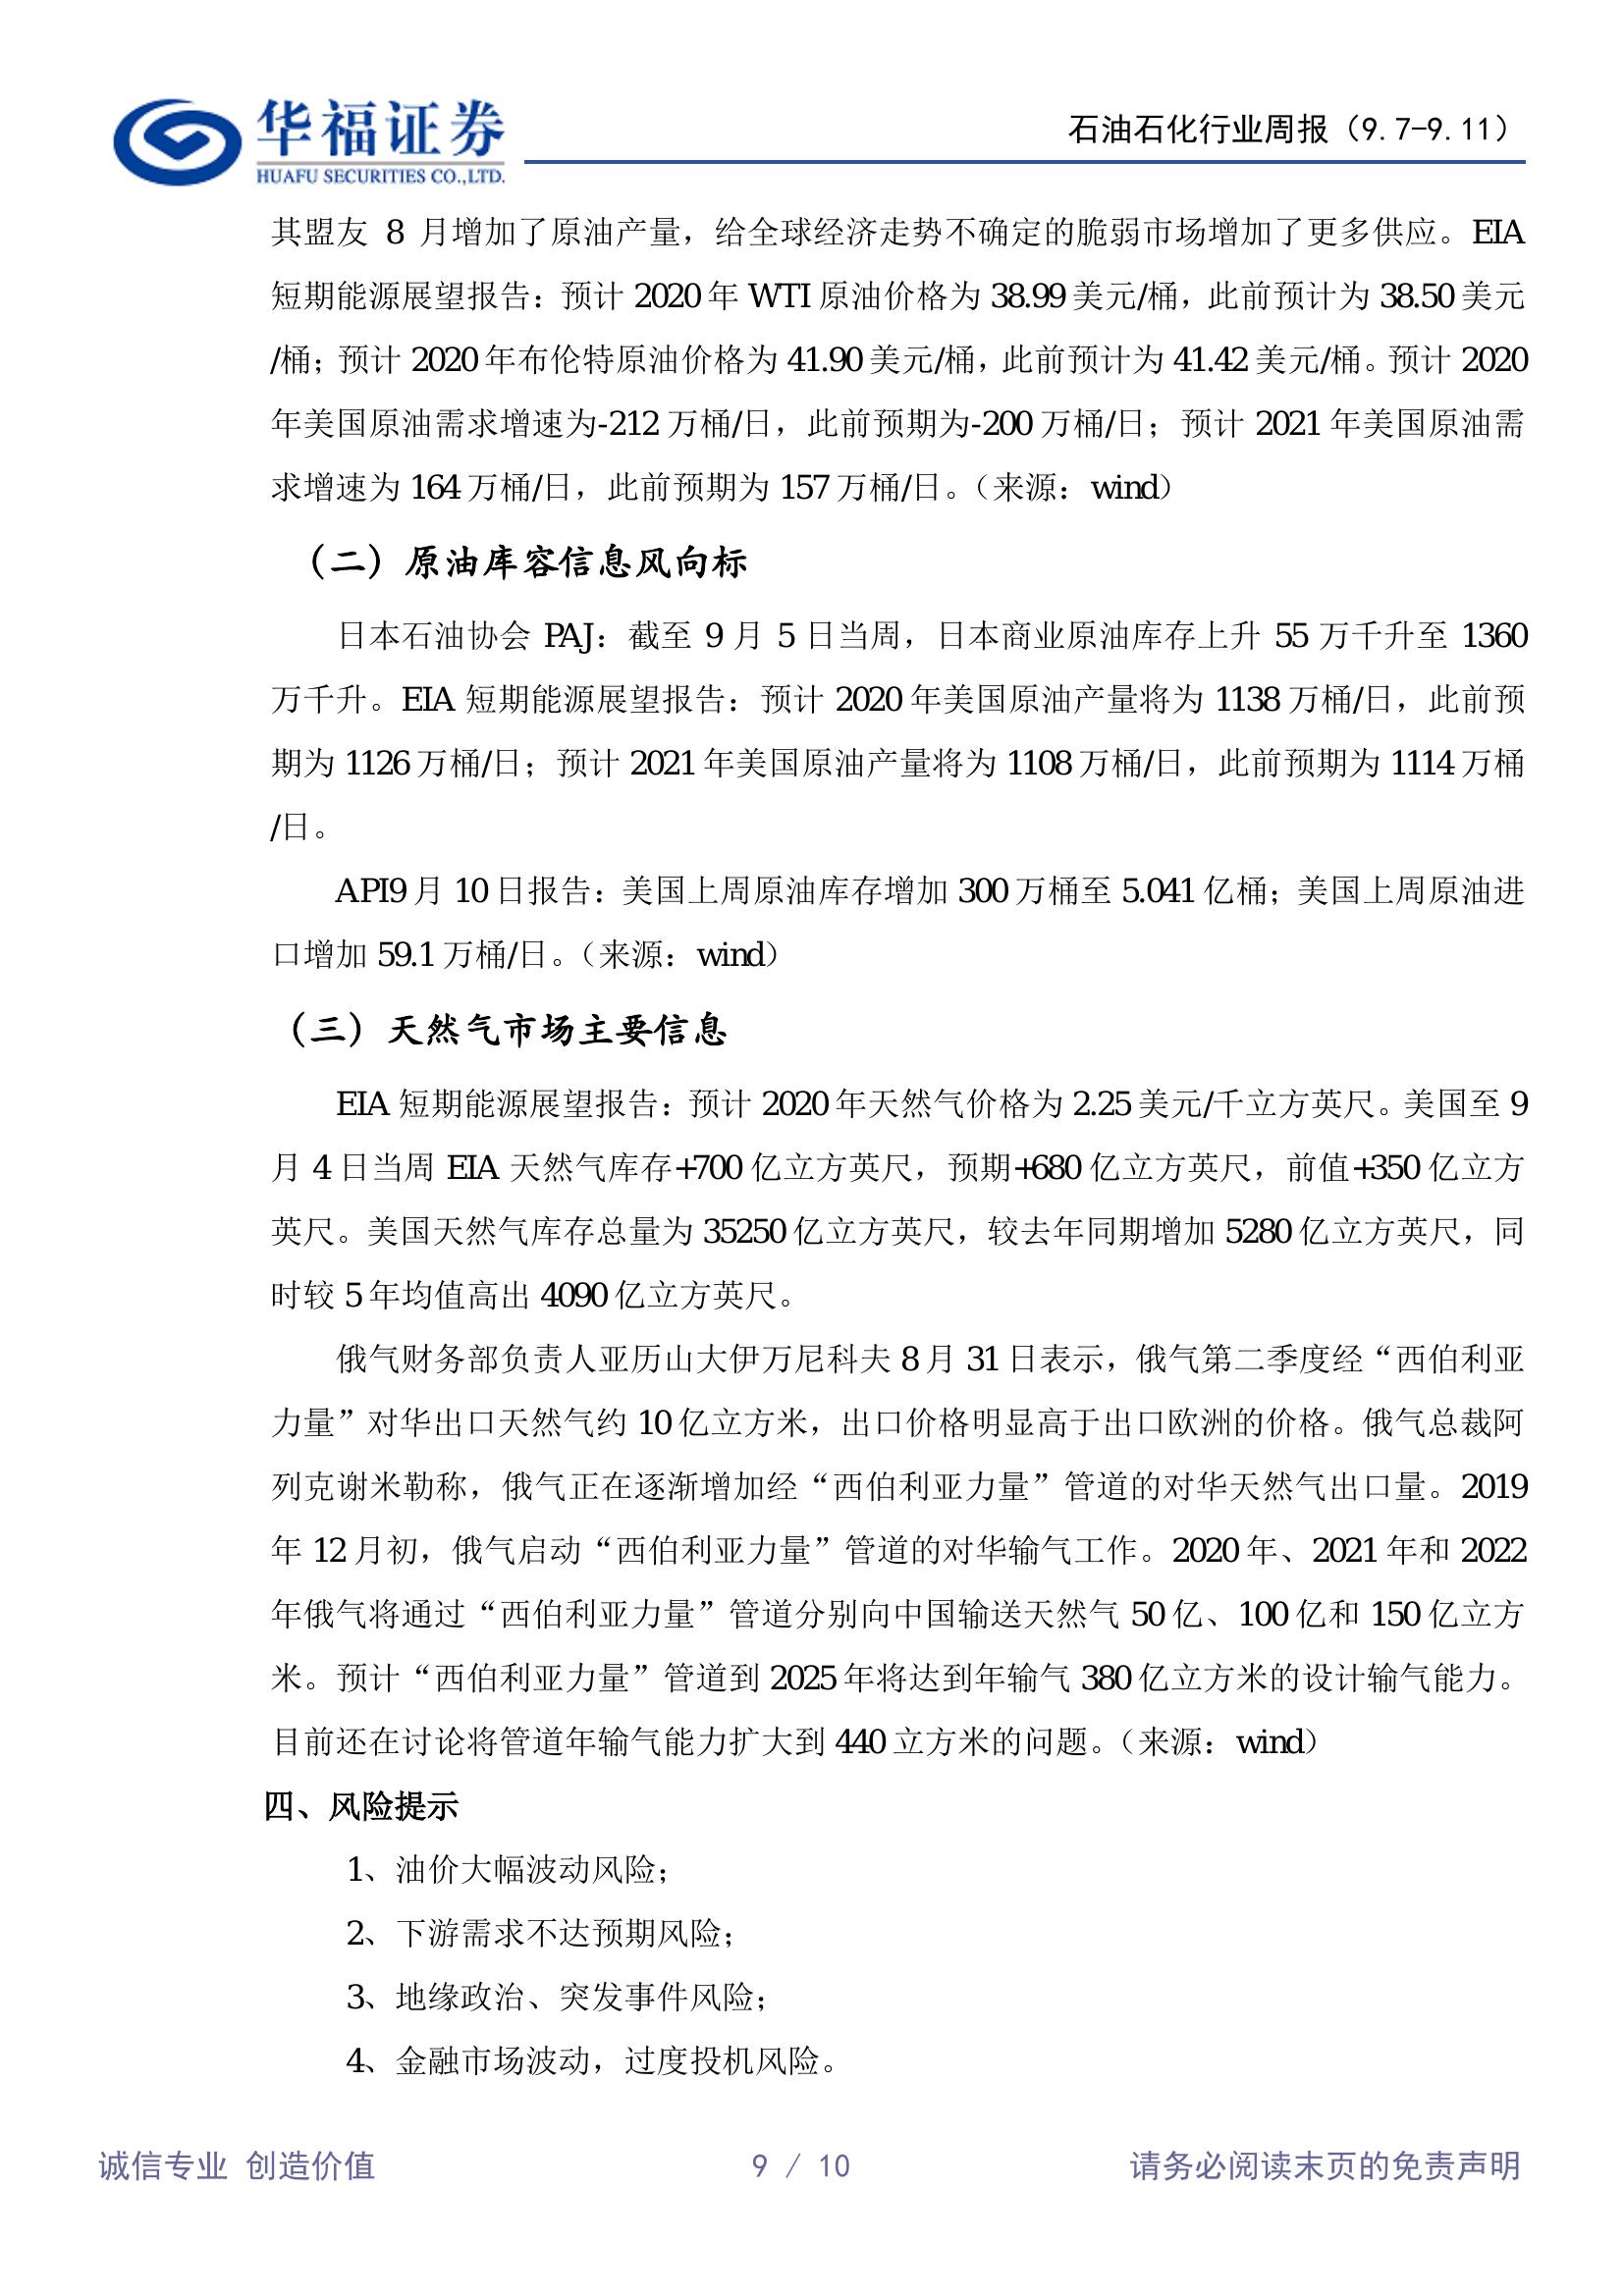 华福证券
HUAFU SECURITIES CO.,LTD.
石油石化行业周报（9.7-9.11）
其盟友 8 月增加了原油产量，给全球经济走势不确定的脆弱市场增加了更多供应。EIA
短期能源展望报告：预计 2020 年 WTI 原油价格为 38.99 美元/桶，此前预计为 38.50 美元
/桶；预计 2020 年布伦特原油价格为 41.90 美元/桶，此前预计为 41.42 美元/桶。预计 2020
年美国原油需求增速为-212 万桶/日，此前预期为-200 万桶/日；预计 2021 年美国原油需
求增速为 164 万桶/日，此前预期为 157 万桶/日。（来源：wind）
（二）原油库容信息风向标
日本石油协会 PAJ：截至 9 月 5 日当周，日本商业原油库存上升 55 万千升至 1360
万千升。EIA 短期能源展望报告：预计 2020 年美国原油产量将为 1138 万桶/日，此前预
期为 1126 万桶/日；预计 2021 年美国原油产量将为 1108 万桶/日，此前预期为 1114 万桶
/日。
API9 月 10 日报告：美国上周原油库存增加 300 万桶至 5.041 亿桶；美国上周原油进
口增加 59.1 万桶/日。（来源：wind）
（三）天然气市场主要信息
EIA 短期能源展望报告：预计 2020 年天然气价格为 2.25 美元/千立方英尺。美国至 9
月 4 日当周 EIA 天然气库存+700 亿立方英尺，预期+680 亿立方英尺，前值+350 亿立方
英尺。美国天然气库存总量为 35250 亿立方英尺，较去年同期增加 5280 亿立方英尺，同
时较 5 年均值高出 4090 亿立方英尺。
俄气财务部负责人亚历山大伊万尼科夫 8 月 31 日表示，俄气第二季度经“西伯利亚
力量”对华出口天然气约 10 亿立方米，出口价格明显高于出口欧洲的价格。俄气总裁阿
列克谢米勒称，俄气正在逐渐增加经“西伯利亚力量”管道的对华天然气出口量。2019
年 12 月初，俄气启动“西伯利亚力量”管道的对华输气工作。2020 年、2021 年和 2022
年俄气将通过“西伯利亚力量”管道分别向中国输送天然气 50 亿、100 亿和 150 亿立方
米。预计“西伯利亚力量”管道到 2025 年将达到年输气 380 亿立方米的设计输气能力。
目前还在讨论将管道年输气能力扩大到 440 立方米的问题。（来源：wind）
四、风险提示
1、油价大幅波动风险；
2、下游需求不达预期风险；
3、地缘政治、突发事件风险；
4、金融市场波动，过度投机风险。
诚信专业 创造价值
9 / 10
请务必阅读末页的免责声明